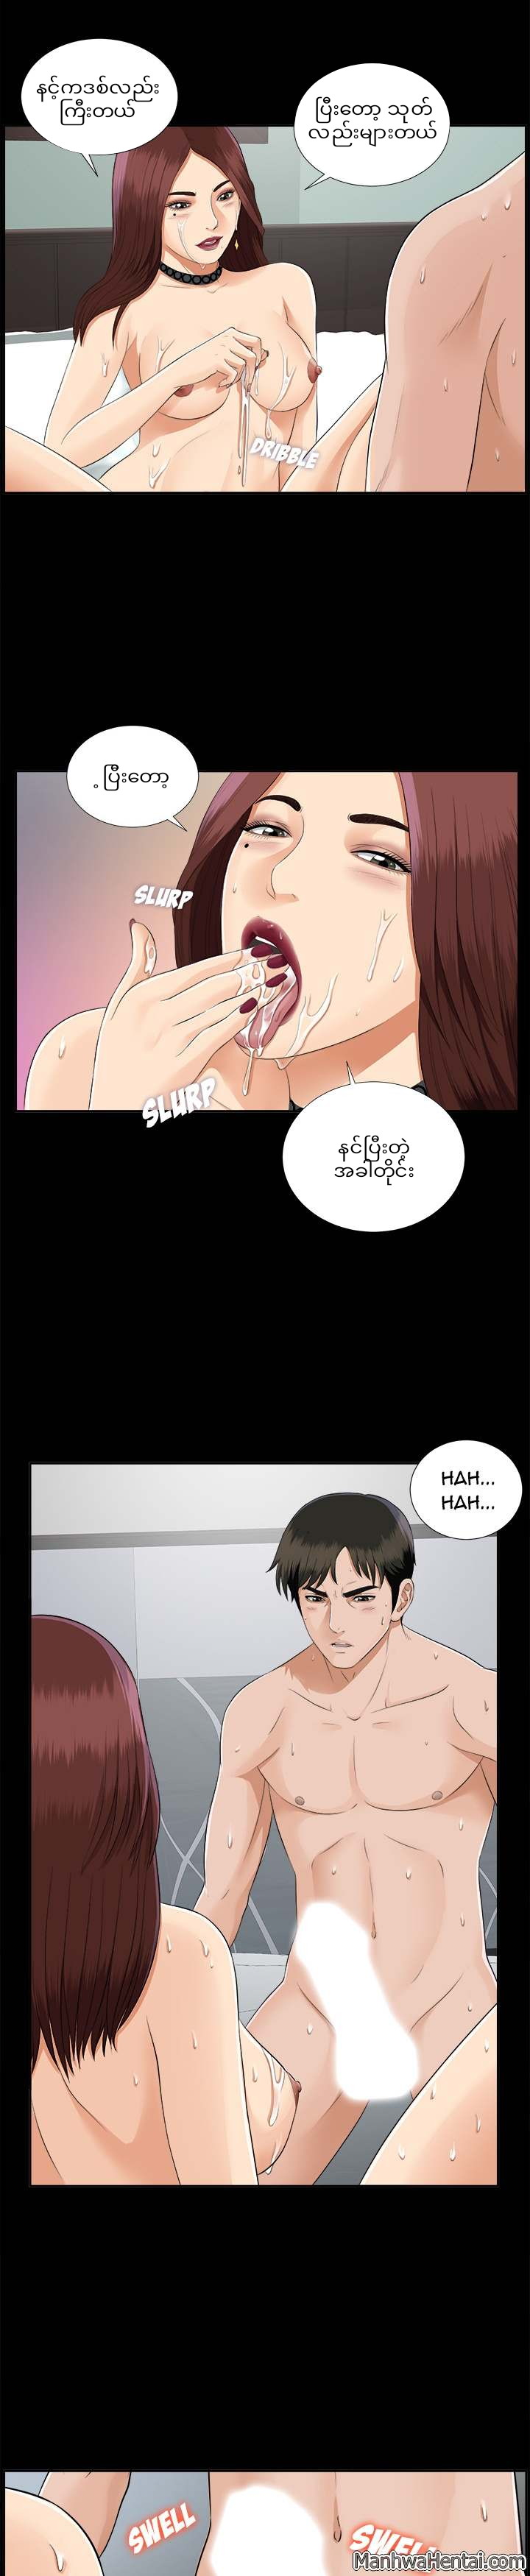 နင့်ကဒစ်လည်း
ကြီးတယ်
ပြီးတော့ သုတ်
လည်းများတယ်
DRIBBLE
့ ပြီးတော့
SLURP
SLURP
နင်ပြီးတဲ့
အခါတိုင်း
HAH...
HAH...
SWELL
SWELL
ManhwaHentai.com